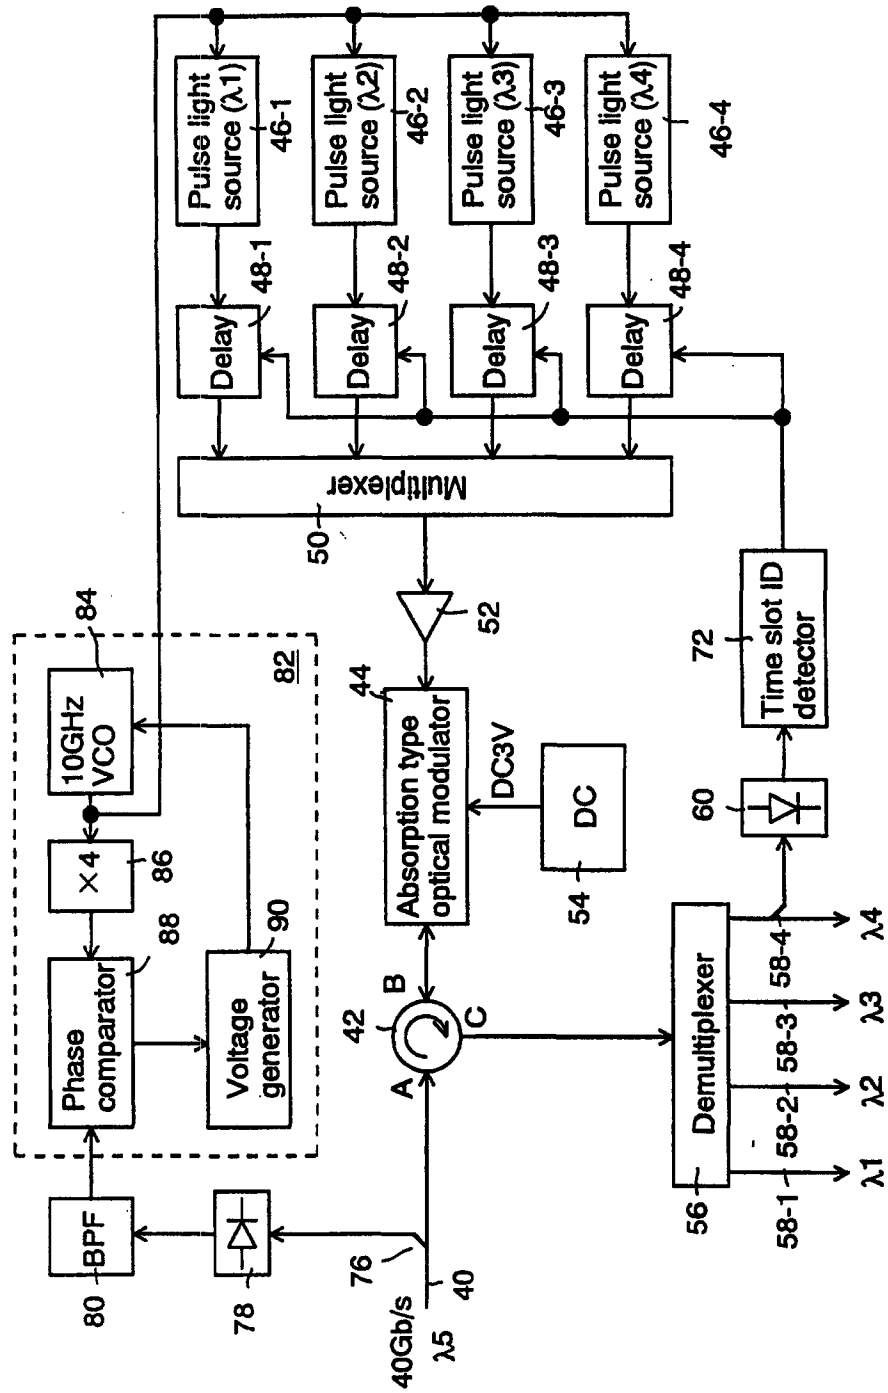 40Gb/s
λ5
40
76
78
80
BPF
Phase
comparator
88
×4
86
10GHz
VCO
84
Voltage
generator
90
82
A
B
C
42
Absorption type
optical modulator
44
DC3V
DC
54
52
50
Multiplexer
Delay
48-1
Delay
48-2
Delay
48-3
Delay
48-4
Pulse light
source (λ1)
46-1
Pulse light
source (λ2)
46-2
Pulse light
source (λ3)
46-3
Pulse light
source (λ4)
46-4
Demultiplexer
56
58-1
58-2
58-3
58-4
λ1
λ2
λ3
λ4
60
Time slot ID
detector
72